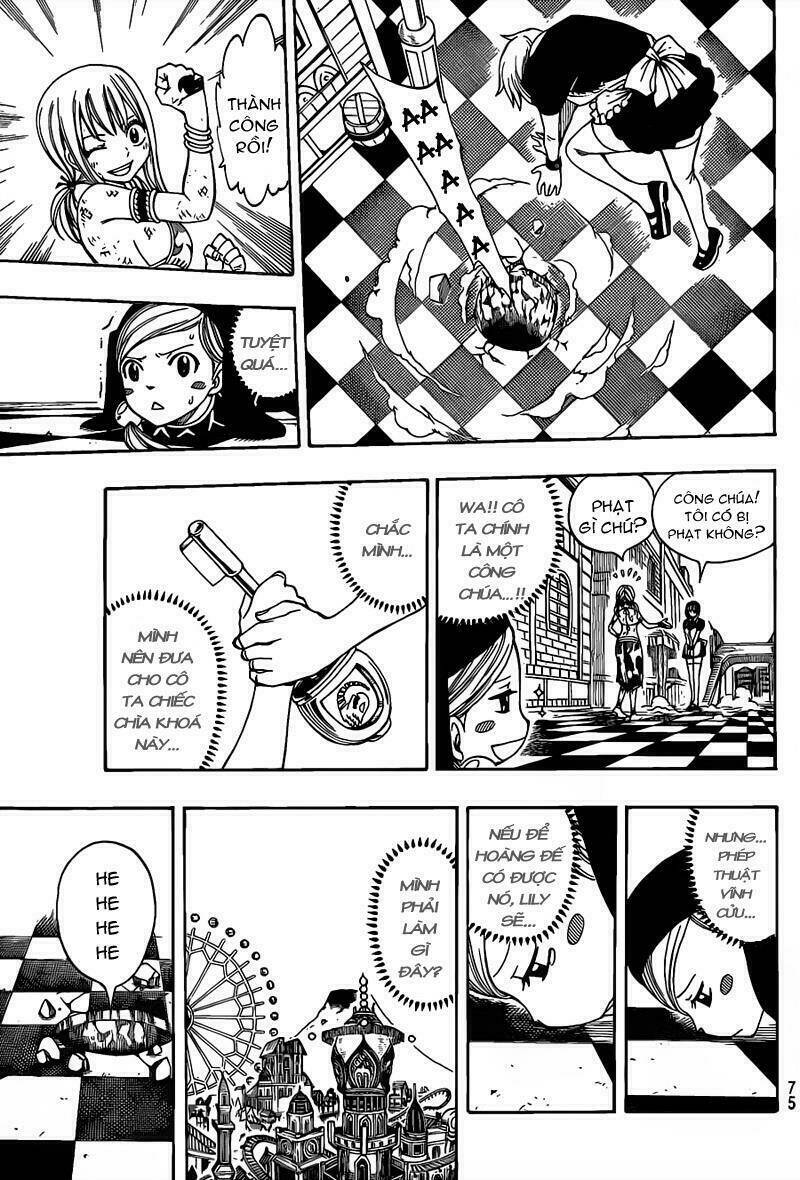 AA
AA
A
A
A
THÀNH
CÔNG
RỒI!
TUYỆT
QUÁ...
CÔNG CHÚA!
TÔI CÓ BỊ
PHẠT KHÔNG?
PHẠT
GÌ CHỨ?
WA!! CÔ
TA CHÍNH
LÀ MỘT
CÔNG
CHÚA...!!
CHẮC
MÌNH...
MÌNH
NÊN ĐƯA
CHO CÔ
TA CHIẾC
CHÌA KHOÁ
NÀY...
NHƯNG...
PHÉP
THUẬT
VĨNH
CỬU...
NẾU ĐỂ
HOÀNG ĐẾ
CÓ ĐƯỢC
NÓ, LILY
SẼ...
MÌNH
PHẢI
LÀM
GÌ
ĐÂY?
HE
HE
HE
HE
75